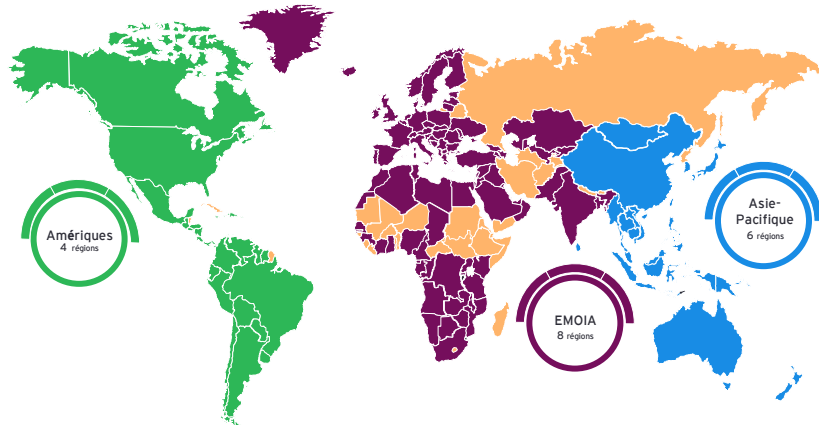 Amériques
4 régions
Asie-
Pacifique
6 régions
EMOIA
8 régions